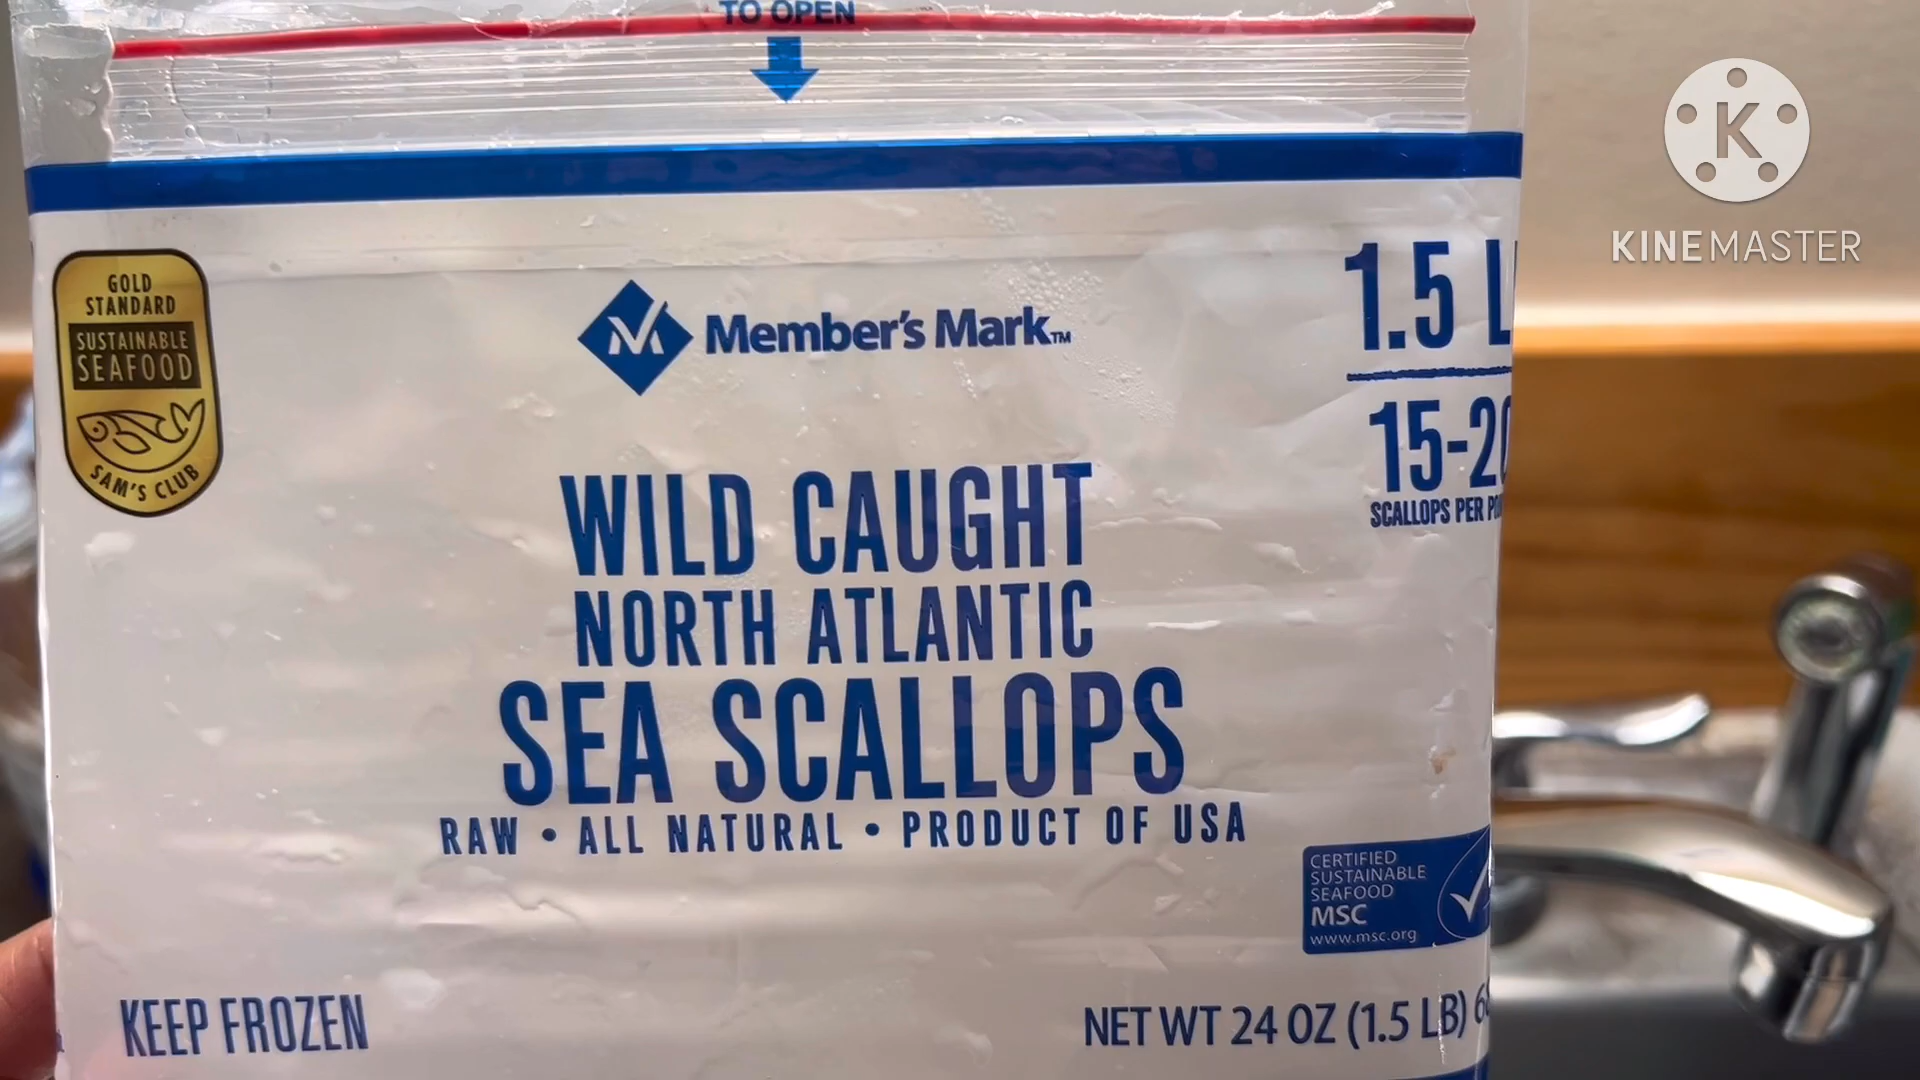 TO OPEN
K
KINEMASTER
GOLD
STANDARD
SUSTAINABLE
SEAFOOD
SAM'S CLUB
Member's Mark™
1.5
15-20
SCALLOPS PER
WILD CAUGHT
NORTH ATLANTIC
SEA SCALLOPS
RAW • ALL NATURAL • PRODUCT OF USA
CERTIFIED
SUSTAINABLE
SEAFOOD
MSC
www.msc.org
KEEP FROZEN
NET WT 24 OZ (1.5 LB)